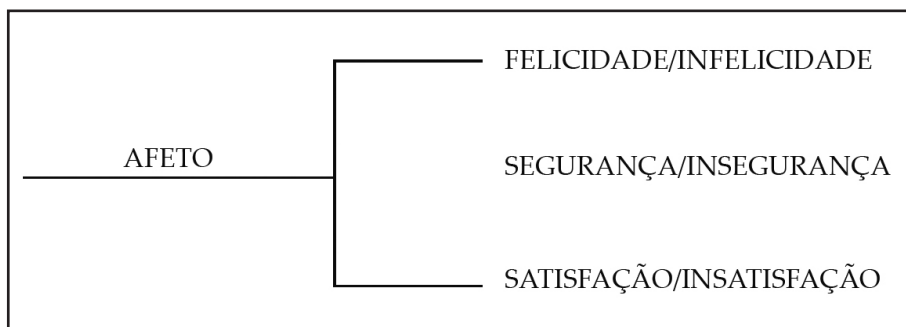 FELICIDADE/INFELICIDADE
AFETO
SEGURANÇA/INSEGURANÇA
SATISFAÇÃO/INSATISFAÇÃO